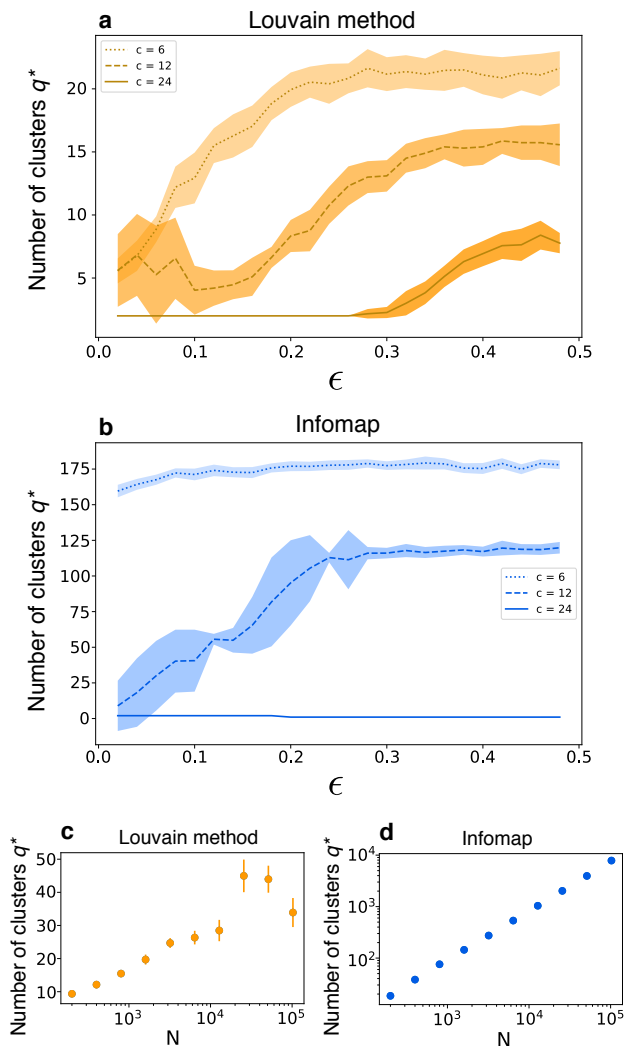 a
Louvain method
c = 6
c = 12
c = 24
Number of clusters q*
20
15
10
5
0.0 0.1 0.2 0.3 0.4 0.5
ϵ
b
Infomap
Number of clusters q*
175
150
125
100
75
50
25
0
c = 6
c = 12
c = 24
0.0 0.1 0.2 0.3 0.4 0.5
ϵ
c
Louvain method
Number of clusters q*
50
40
30
20
10
10³ 10⁴ 10⁵
N
d
Infomap
Number of clusters q*
10⁴
10³
10²
10³ 10⁴ 10⁵
N